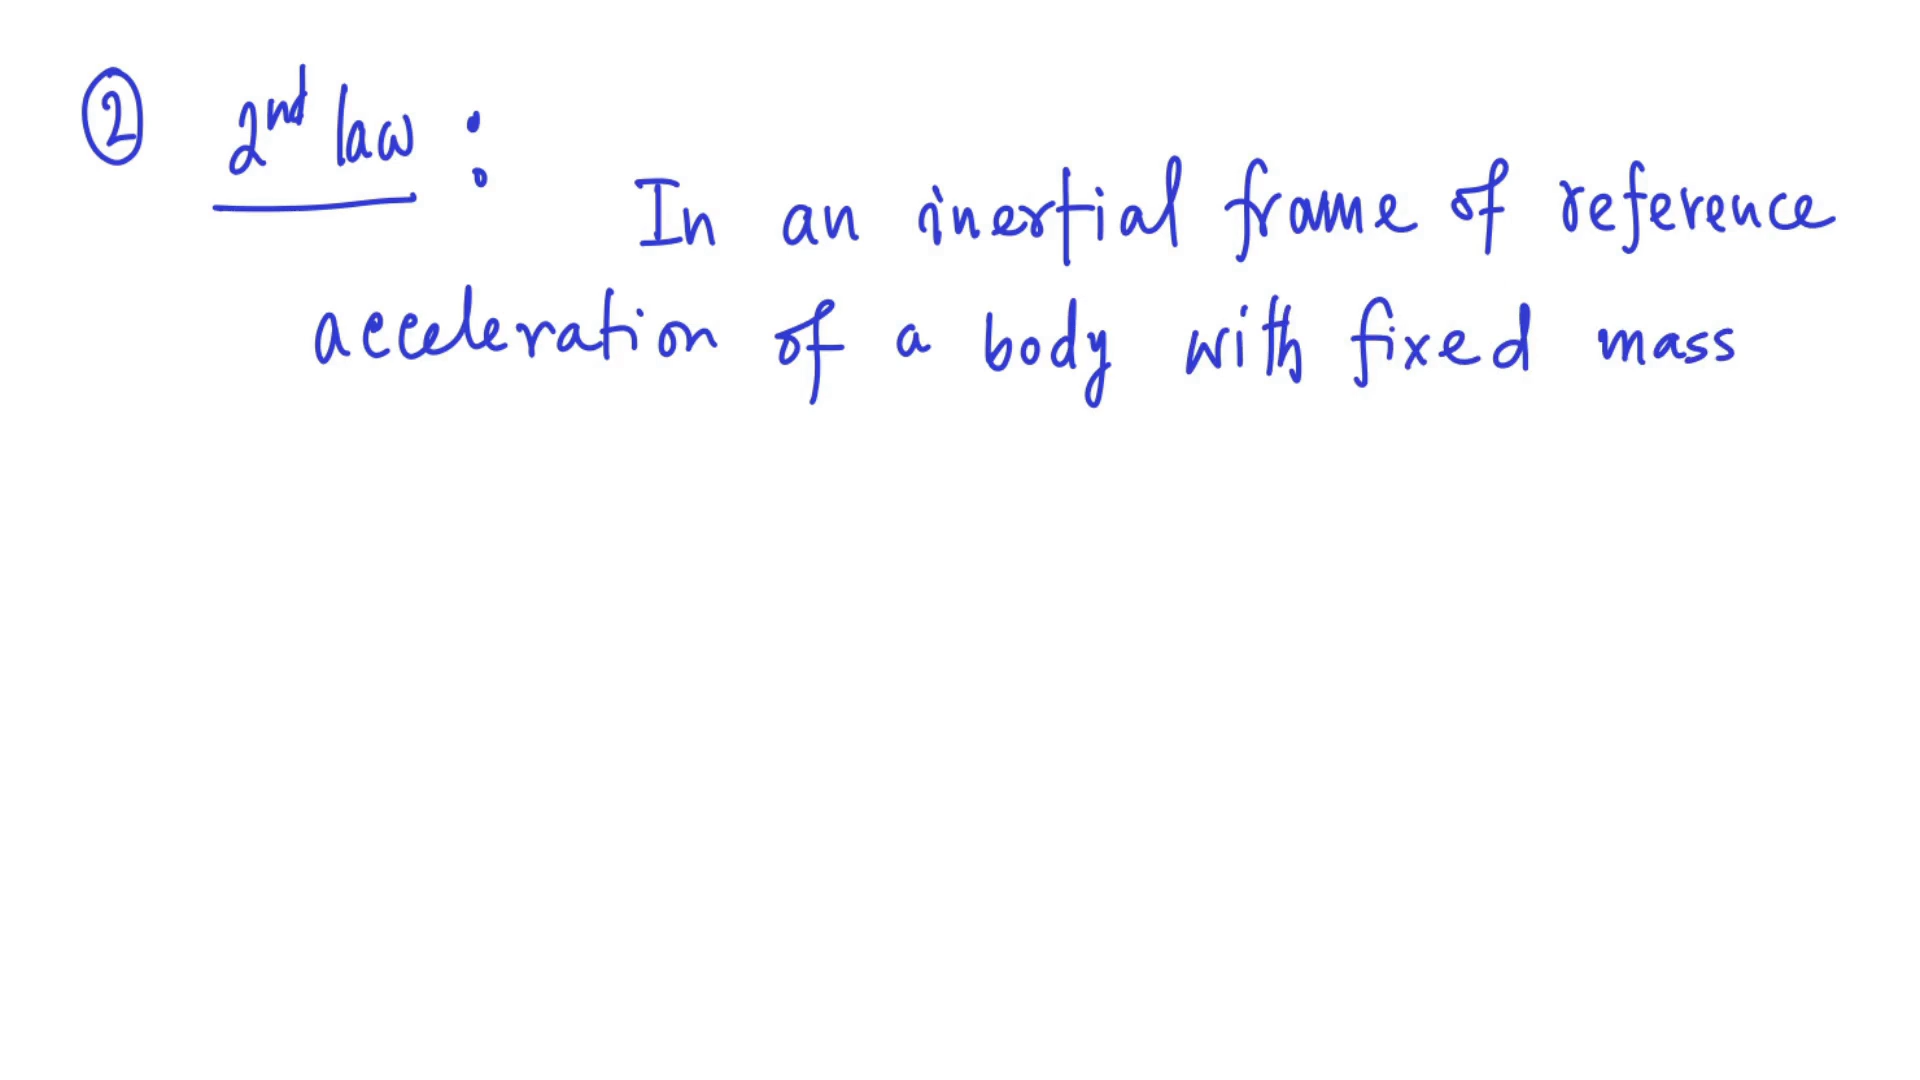 ② 2nd law :
In an inertial frame of reference
acceleration of a body with fixed mass